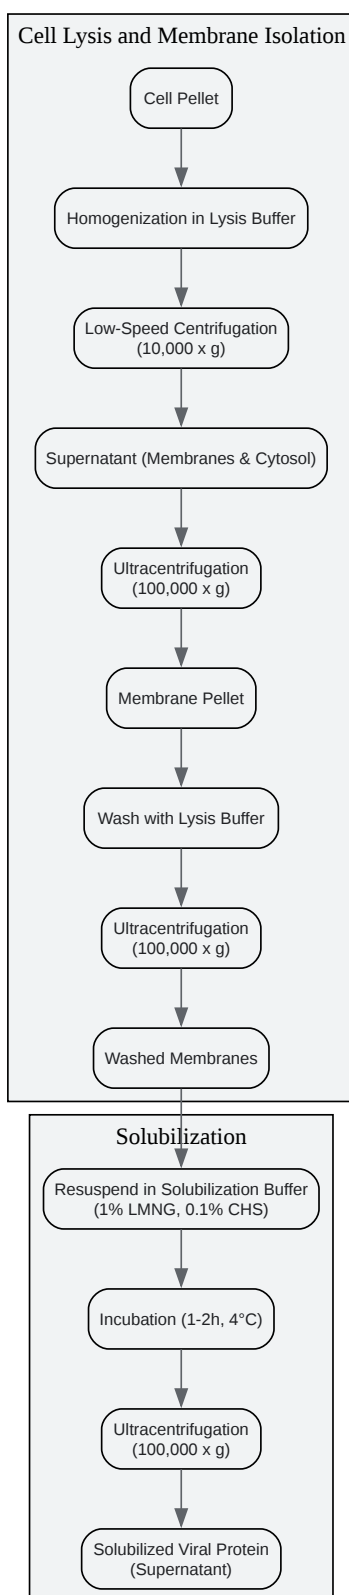 Cell Lysis and Membrane Isolation
Cell Pellet
Homogenization in Lysis Buffer
Low-Speed Centrifugation
(10,000 x g)
Supernatant (Membranes & Cytosol)
Ultracentrifugation
(100,000 x g)
Membrane Pellet
Wash with Lysis Buffer
Ultracentrifugation
(100,000 x g)
Washed Membranes
Solubilization
Resuspend in Solubilization Buffer
(1% LMNG, 0.1% CHS)
Incubation (1-2h, 4°C)
Ultracentrifugation
(100,000 x g)
Solubilized Viral Protein
(Supernatant)